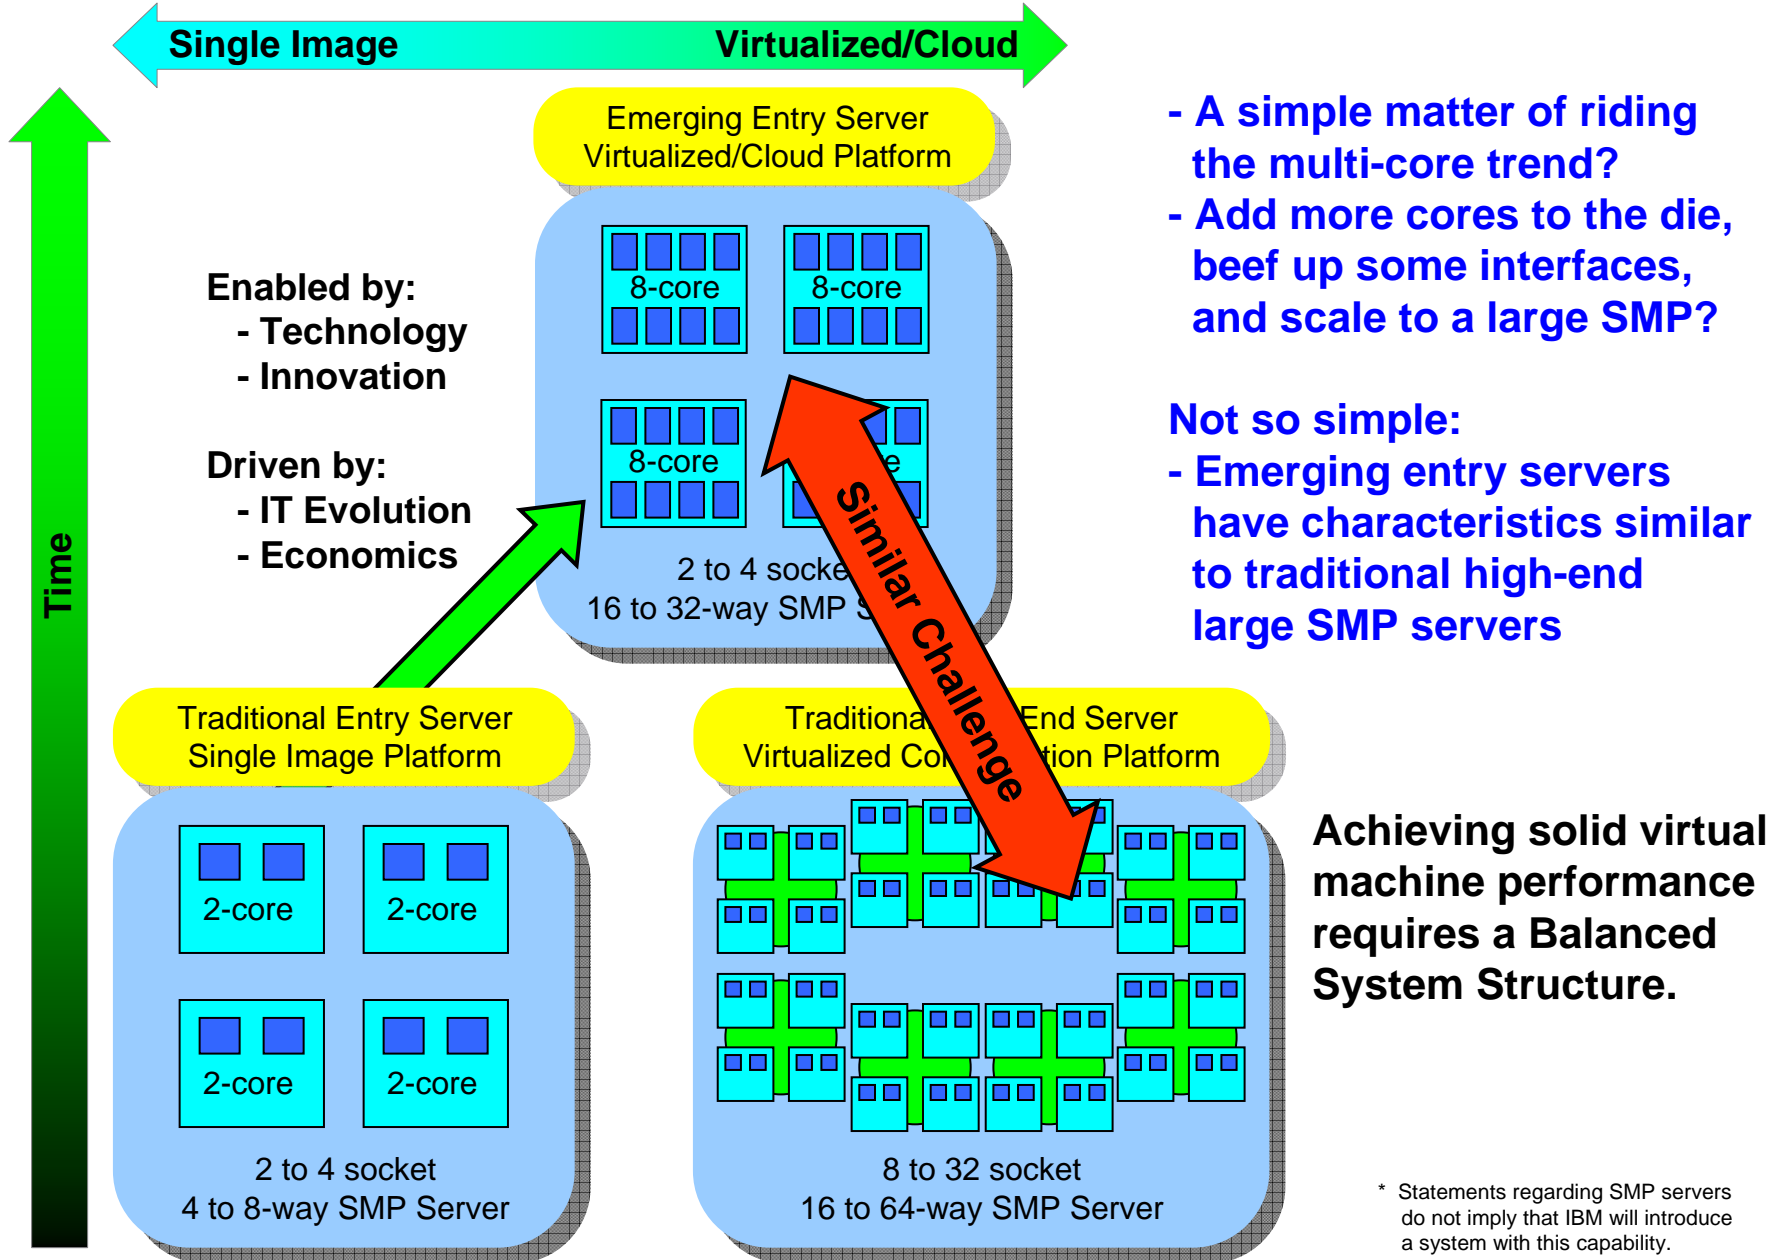 Single Image
Virtualized/Cloud
Emerging Entry Server
Virtualized/Cloud Platform
- A simple matter of riding
the multi-core trend?
- Add more cores to the die,
beef up some interfaces,
and scale to a large SMP?
Enabled by:
- Technology
- Innovation
8-core
8-core
Driven by:
- IT Evolution
- Economics
8-core
e
2 to 4 socke
16 to 32-way SMP S
Not so simple:
- Emerging entry servers
have characteristics similar
to traditional high-end
large SMP servers
Time
Similar Challenge
Traditional Entry Server
Single Image Platform
Traditional End Server
Virtualized Co tion Platform
2-core
2-core
2-core
2-core
2 to 4 socket
4 to 8-way SMP Server
8 to 32 socket
16 to 64-way SMP Server
Achieving solid virtual
machine performance
requires a Balanced
System Structure.
* Statements regarding SMP servers
do not imply that IBM will introduce
a system with this capability.